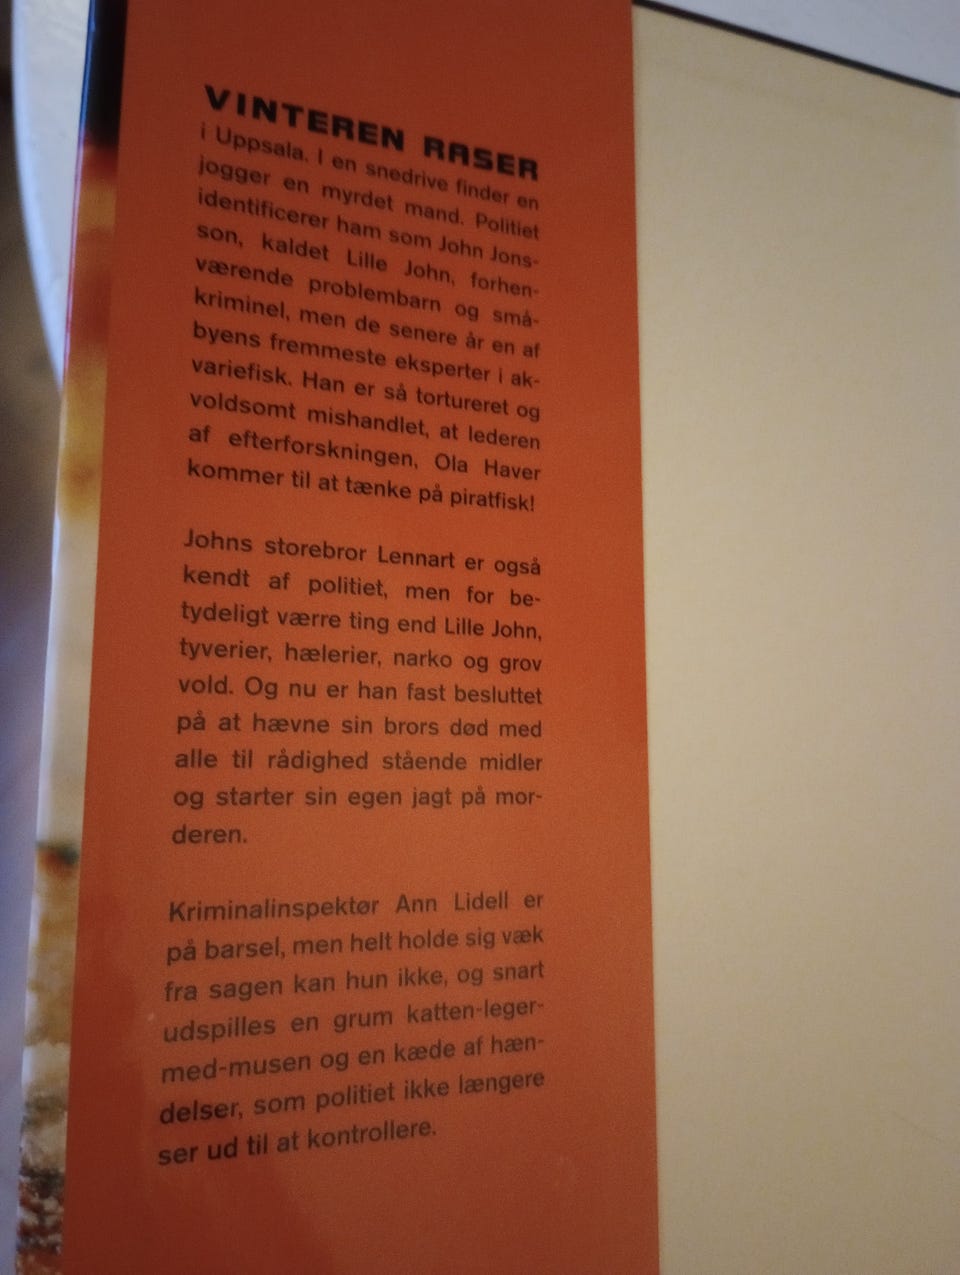 VINTEREN RASER
i Uppsala. I en snedrive finder en
jogger en myrdet mand. Politiet
identificerer ham som John Jons-
son, kaldet Lille John, forhen-
værende problembarn og små-
kriminel, men de senere år en af
byens fremmeste eksperter i ak-
variefisk. Han er så tortureret og
voldsomt mishandlet, at lederen
af efterforskningen, Ola Haver
kommer til at tænke på piratfisk!
Johns storebror Lennart er også
kendt af politiet, men for be-
tydeligt værre ting end Lille John,
tyverier, hælerier, narko og grov
vold. Og nu er han fast besluttet
på at hævne sin brors død med
alle til rådighed stående midler
og starter sin egen jagt på mor-
deren.
Kriminalinspektør Ann Lidell er
på barsel, men helt holde sig væk
fra sagen kan hun ikke, og snart
udspilles en grum katten-leger-
med-musen og en kæde af hæn-
delser, som politiet ikke længere
ser ud til at kontrollere.